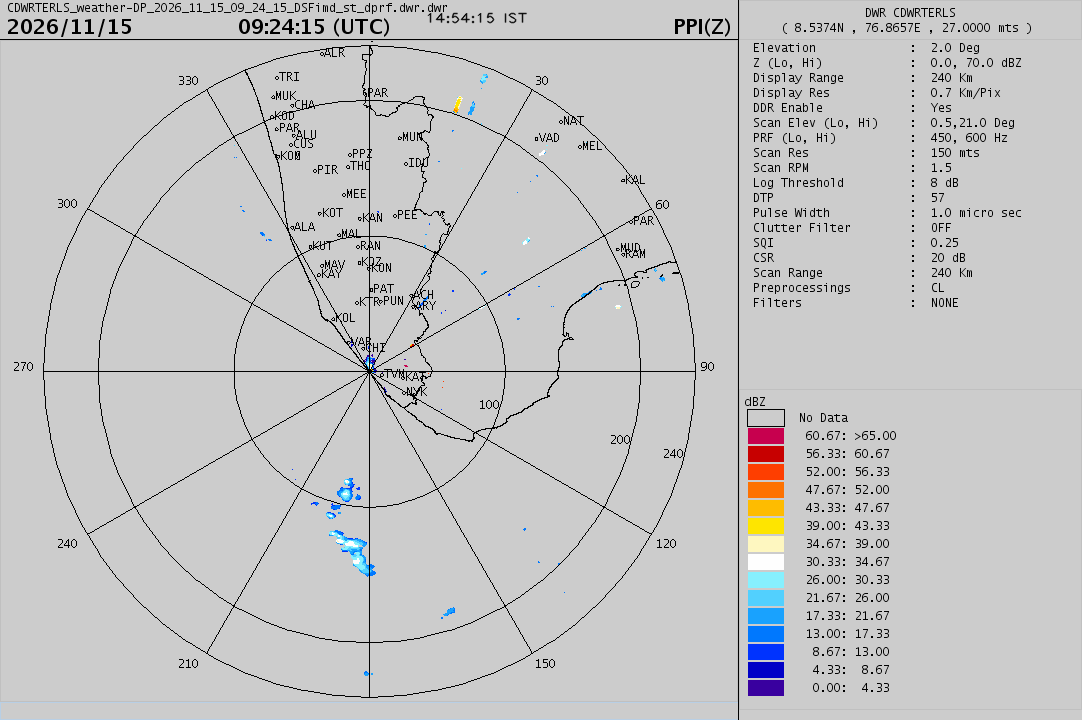 CDWRTERLS_weather-DP_2026_11_15_09_24_15_DSFimd_st_dprf.dwr.dwr
2026/11/15 09:24:15 (UTC) 14:54:15 IST PPI(Z)
DWR CDWRTERLS
( 8.5374N , 76.8657E , 27.0000 mts )
Elevation : 2.0 Deg
Z (Lo, Hi) : 0.0, 70.0 dBZ
Display Range : 240 Km
Display Res : 0.7 Km/Pix
DDR Enable : Yes
Scan Elev (Lo, Hi) : 0.5,21.0 Deg
PRF (Lo, Hi) : 450, 600 Hz
Scan Res : 150 mts
Scan RPM : 1.5
Log Threshold : 8 dB
DTP : 57
Pulse Width : 1.0 micro sec
Clutter Filter : OFF
SQI : 0.25
CSR : 20 dB
Scan Range : 240 Km
Preprocessings : CL
Filters : NONE
dBZ
No Data
60.67: >65.00
56.33: 60.67
52.00: 56.33
47.67: 52.00
43.33: 47.67
39.00: 43.33
34.67: 39.00
30.33: 34.67
26.00: 30.33
21.67: 26.00
17.33: 21.67
13.00: 17.33
8.67: 13.00
4.33: 8.67
0.00: 4.33
ALR
330
TRI
30
MUK
PAR
CHA
KOD
NAT
PAR
ALU
MUN
VAD
CUS
MEL
PPZ
IDU
PIR
THO
KAL
MEE
300
60
KOT
KAN
PEE
PAR
ALA
MAL
KUT
RAN
MUD
RAM
MAV
KOZ
KON
KAY
PAT
ACH
KTR
PUN
ARY
KOL
VAR
CHI
270
90
TVM
KAT
NYK
100
200
240
240
120
210
150